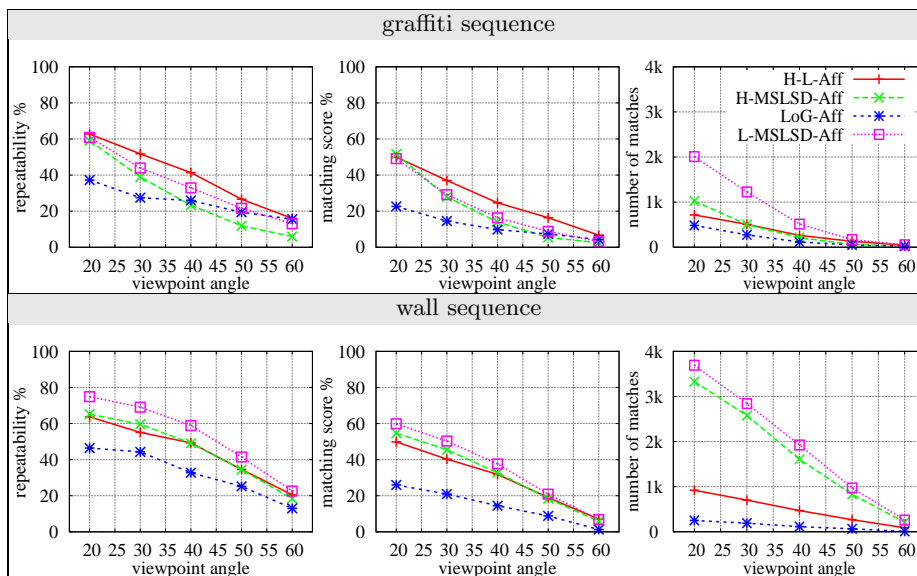 graffiti sequence
repeatability %
100
80
60
40
20
0
20 25 30 35 40 45 50 55 60
viewpoint angle
matching score %
100
80
60
40
20
0
20 25 30 35 40 45 50 55 60
viewpoint angle
number of matches
4k
3k
2k
1k
0
20 25 30 35 40 45 50 55 60
viewpoint angle
H-L-Aff
H-MSLSD-Aff
LoG-Aff
L-MSLSD-Aff
wall sequence
repeatability %
100
80
60
40
20
0
20 25 30 35 40 45 50 55 60
viewpoint angle
matching score %
100
80
60
40
20
0
20 25 30 35 40 45 50 55 60
viewpoint angle
number of matches
4k
3k
2k
1k
0
20 25 30 35 40 45 50 55 60
viewpoint angle